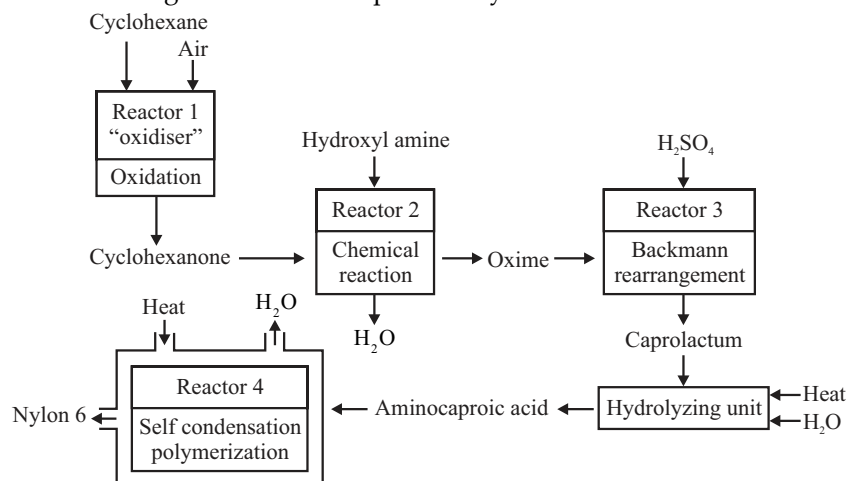 Cyclohexane
Air
Reactor 1
“oxidiser”
Oxidation
Hydroxyl amine
H₂SO₄
Reactor 2
Reactor 3
Cyclohexanone
Chemical
reaction
Oxime
Backmann
rearrangement
Heat
H₂O
H₂O
Caprolactum
Reactor 4
Nylon 6
Self condensation
polymerization
Aminocaproic acid
Hydrolyzing unit
Heat
H₂O